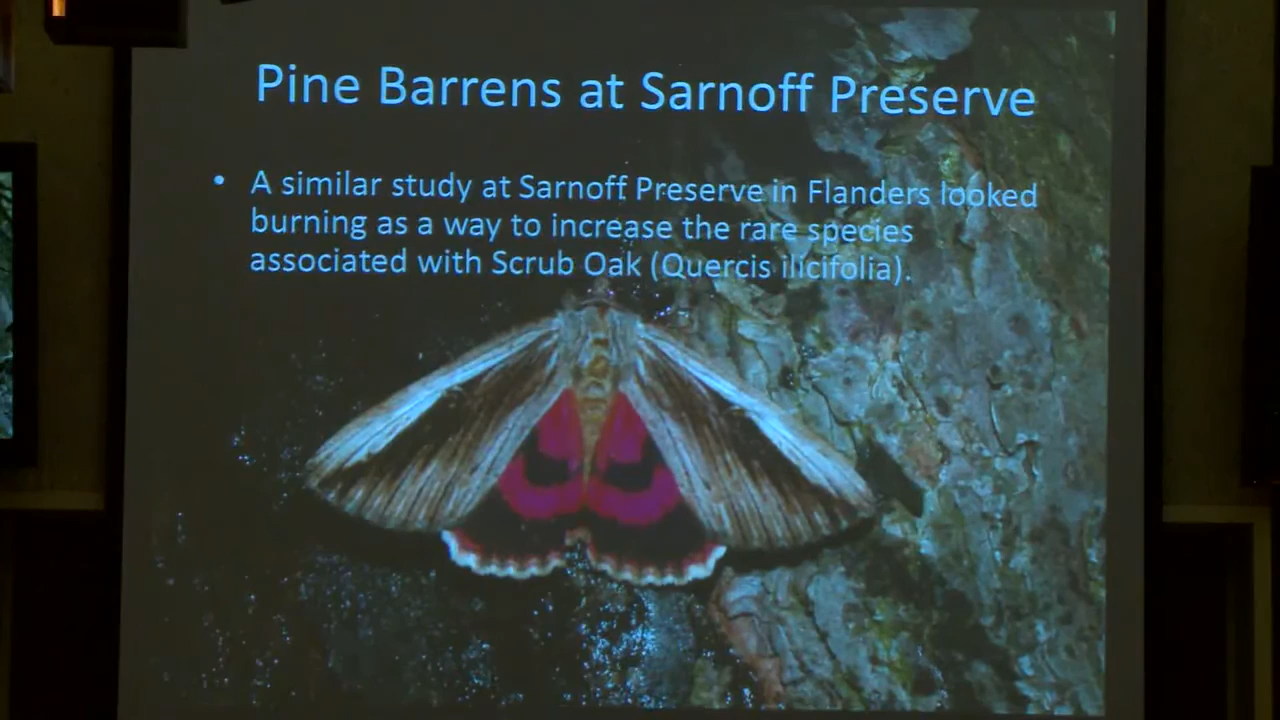 Pine Barrens at Sarnoff Preserve
• A similar study at Sarnoff Preserve in Flanders looked
burning as a way to increase the rare species
associated with Scrub Oak (Quercis ilicifolia).